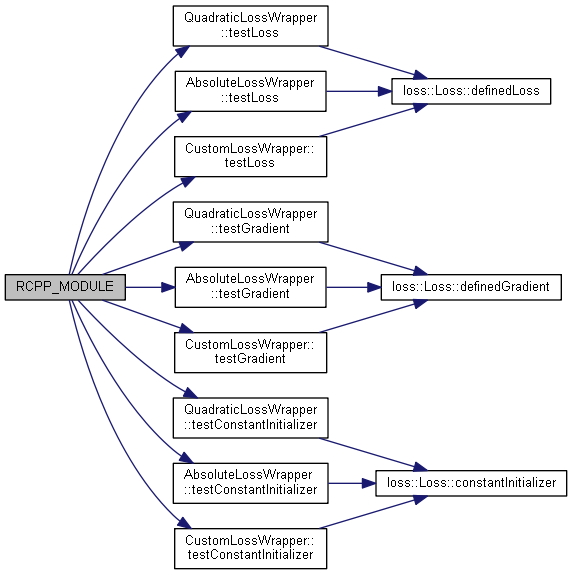 QuadraticLossWrapper
::testLoss
AbsoluteLossWrapper
::testLoss
loss::Loss::definedLoss
CustomLossWrapper::
testLoss
QuadraticLossWrapper
::testGradient
RCPP_MODULE
AbsoluteLossWrapper
::testGradient
loss::Loss::definedGradient
CustomLossWrapper::
testGradient
QuadraticLossWrapper
::testConstantInitializer
AbsoluteLossWrapper
::testConstantInitializer
loss::Loss::constantInitializer
CustomLossWrapper::
testConstantInitializer